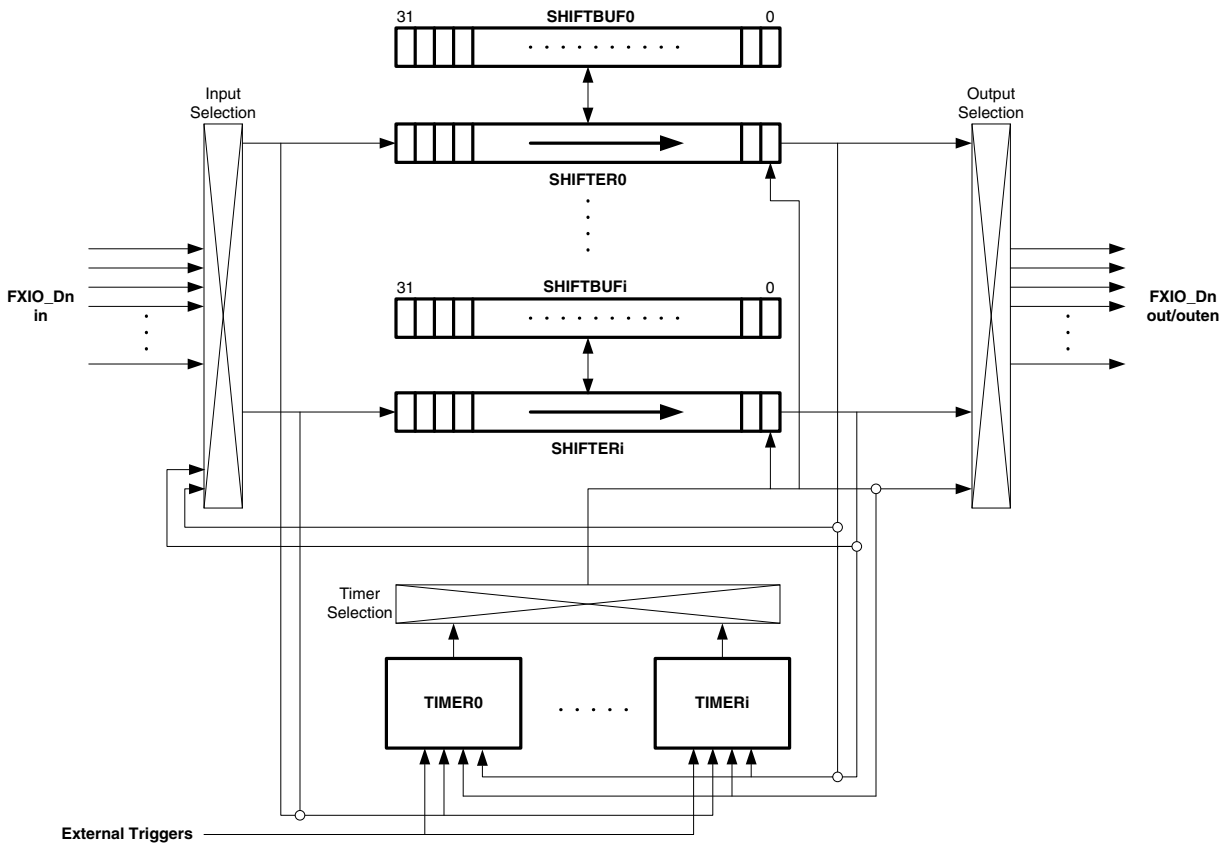 31 SHIFTBUF0 0
Input
Selection
Output
Selection
SHIFTER0
31 SHIFTBUFi 0
FXIO_Dn
in
FXIO_Dn
out/outen
SHIFTERi
Timer
Selection
TIMER0
TIMERi
External Triggers